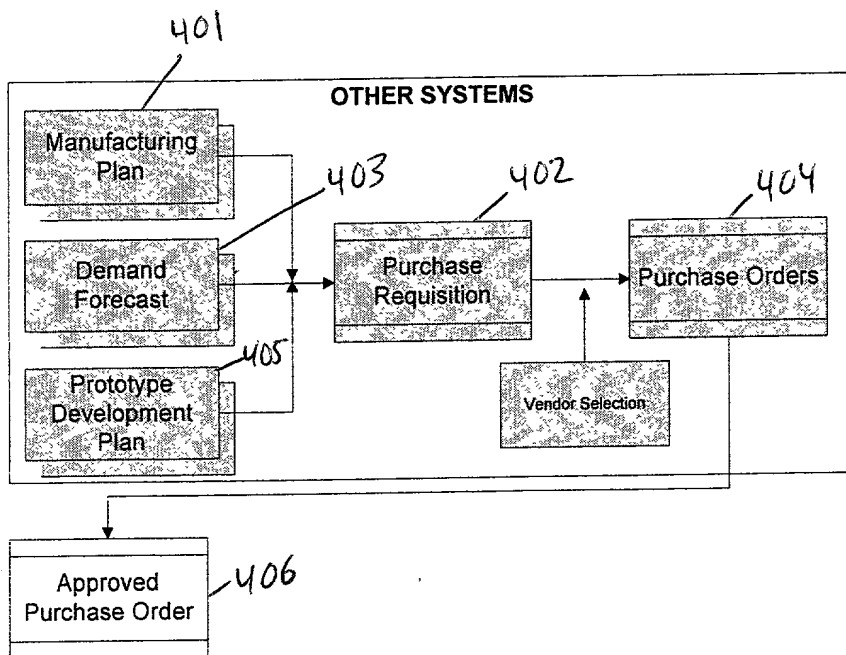 401
OTHER SYSTEMS
Manufacturing
Plan
403
402
404
Demand
Forecast
Purchase
Requisition
Purchase Orders
405
Prototype
Development
Plan
Vendor Selection
Approved
Purchase Order
406